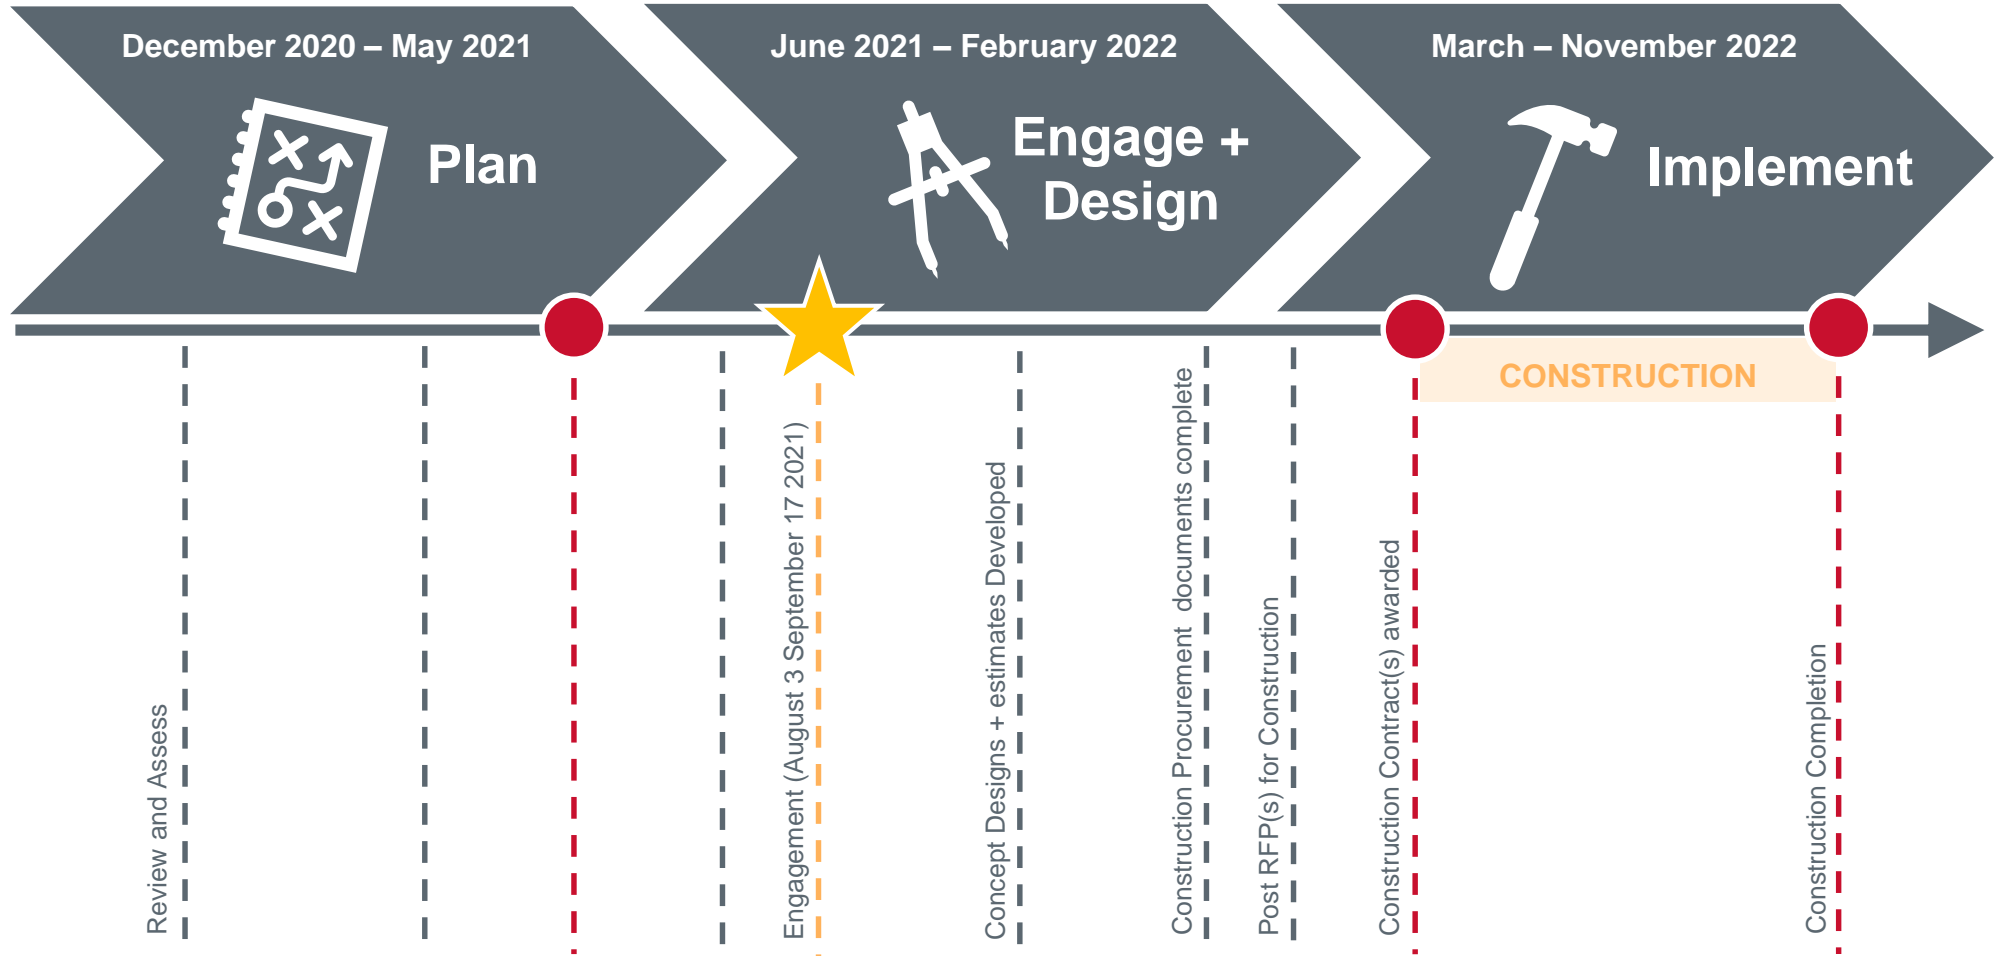 December 2020 – May 2021
Plan
June 2021 – February 2022
Engage +
Design
March – November 2022
Implement
CONSTRUCTION
Review and Assess
Engagement (August 3 September 17 2021)
Concept Designs + estimates Developed
Construction Procurement  documents complete
Post RFP(s) for Construction
Construction Contract(s) awarded
Construction Completion